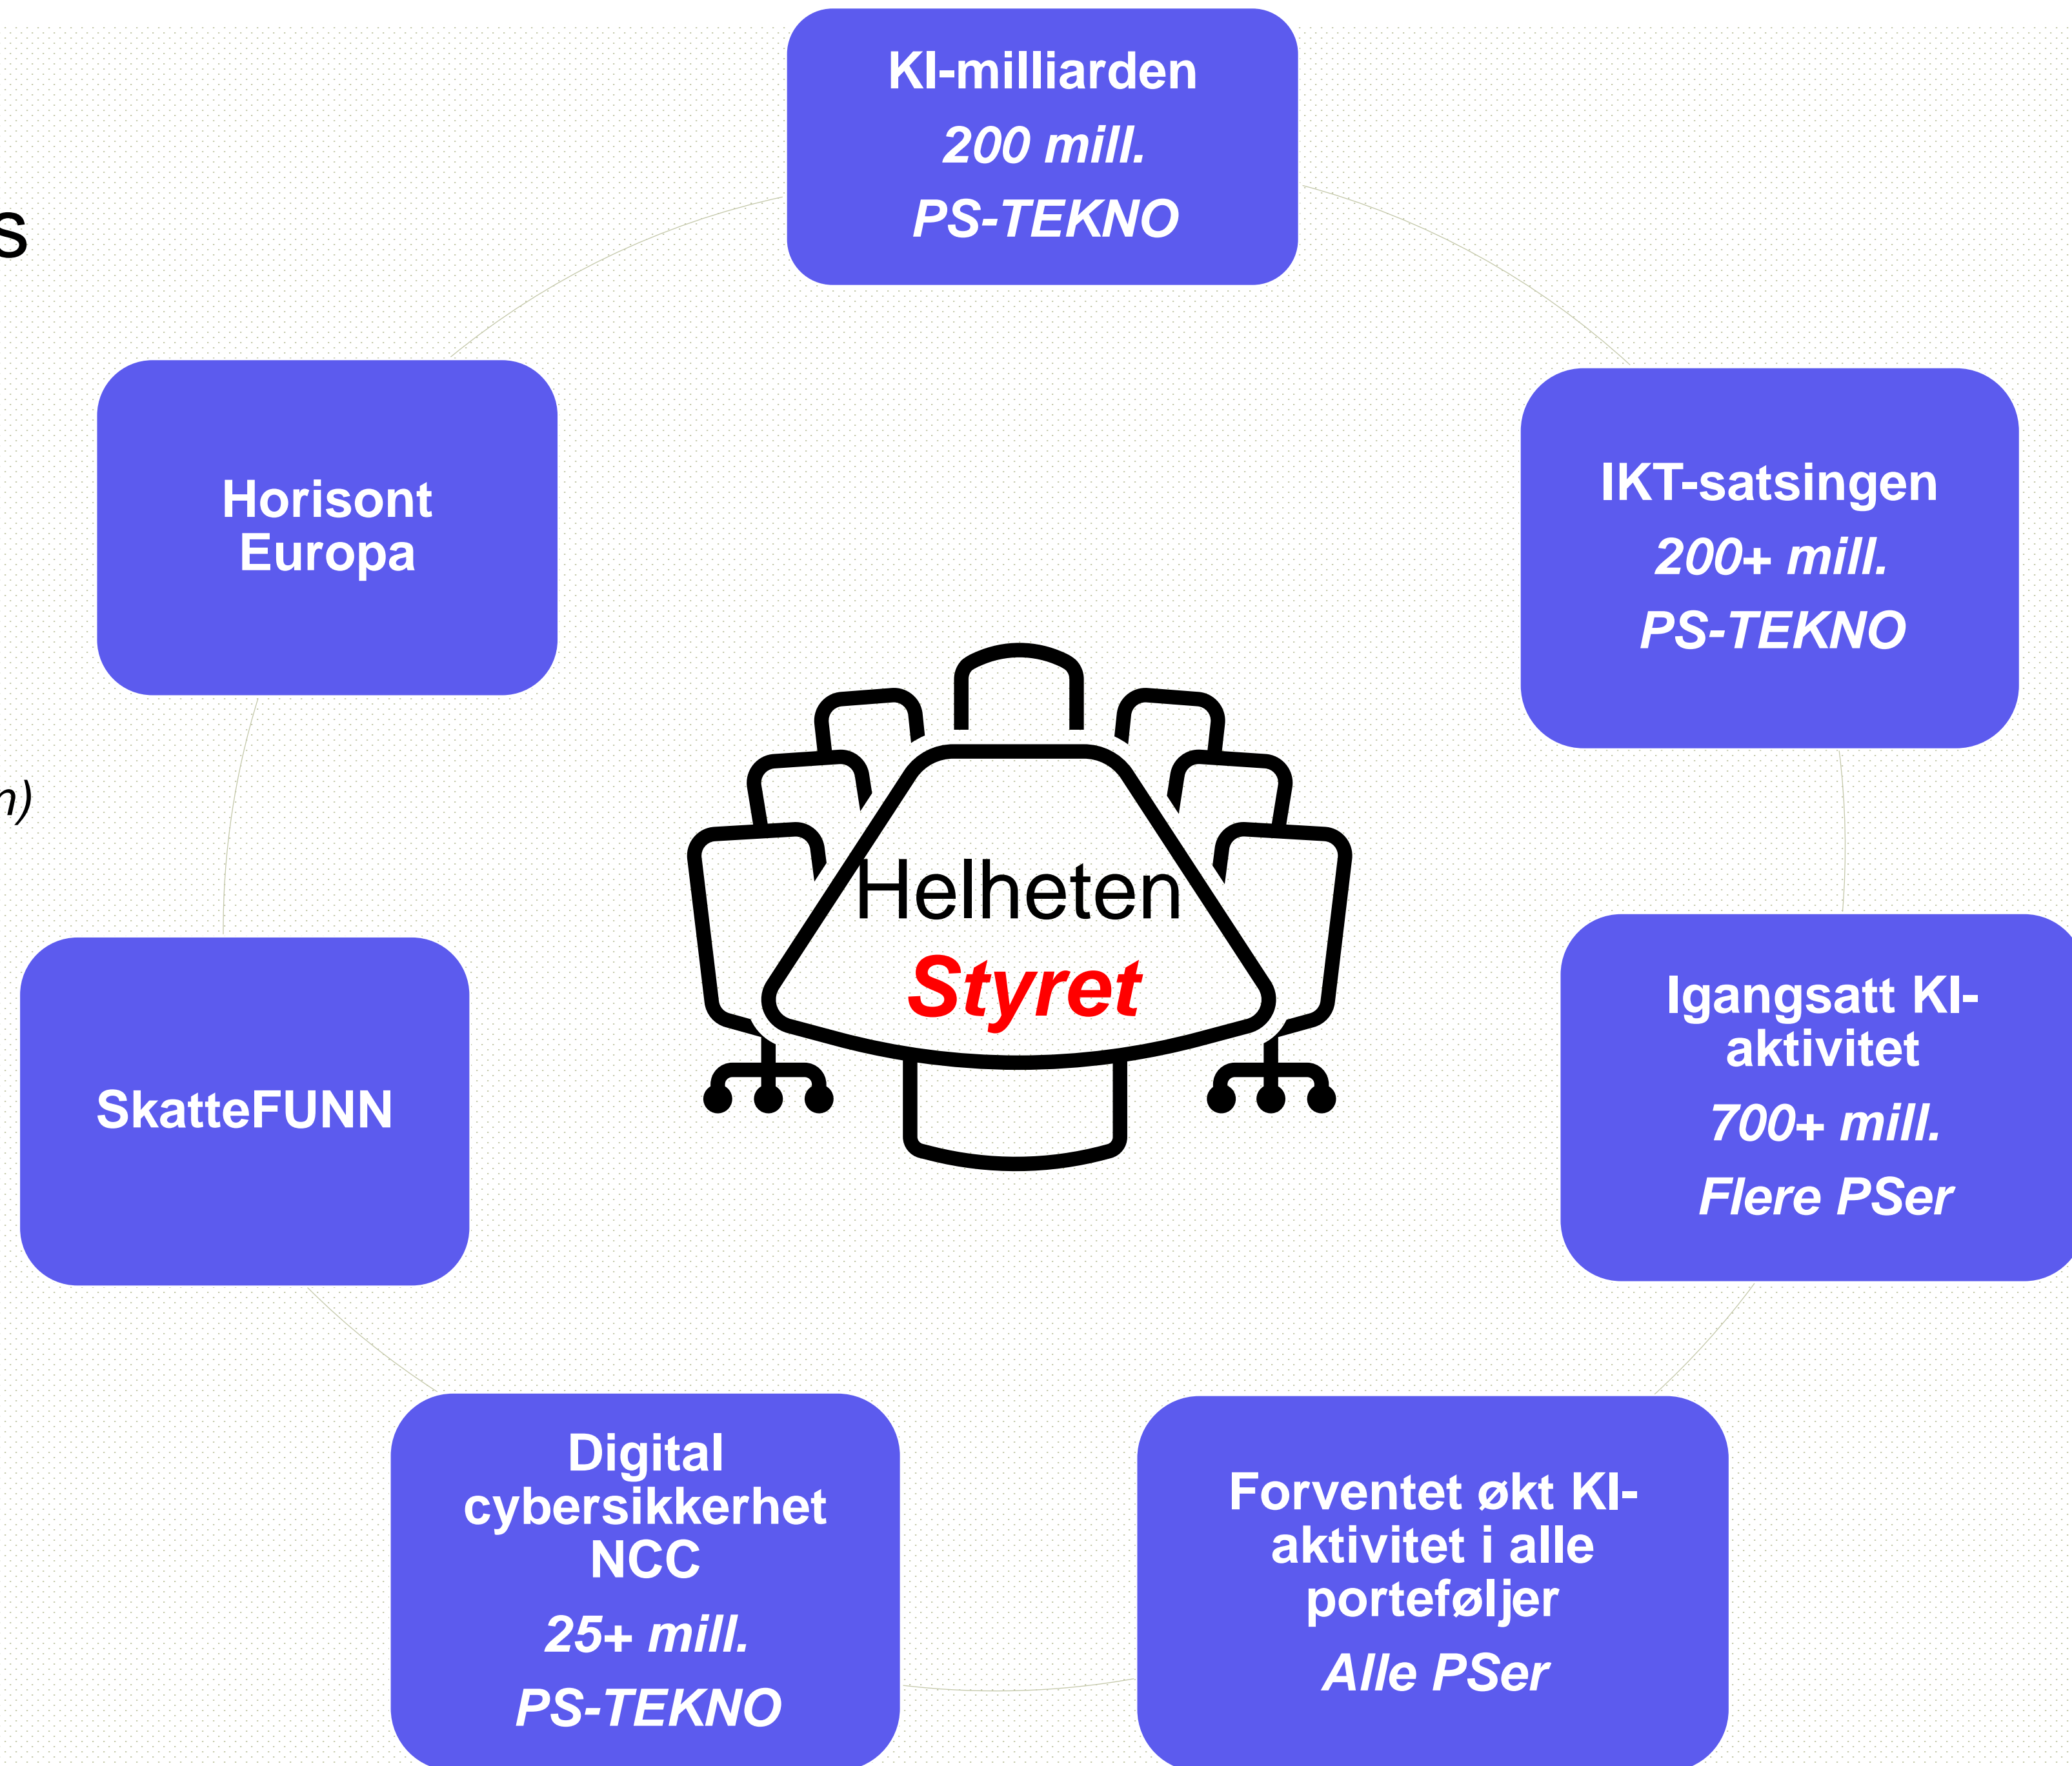 KI-milliarden
200 mill.
PS-TEKNO
s
Horisont
Europa
IKT-satsingen
200+ mill.
PS-TEKNO
n)
Helheten
Styret
Igangsatt KI-
aktivitet
700+ mill.
Flere PSer
SkatteFUNN
Digital
cybersikkerhet
NCC
25+ mill.
PS-TEKNO
Forventet økt KI-
aktivitet i alle
porteføljer
Alle PSer